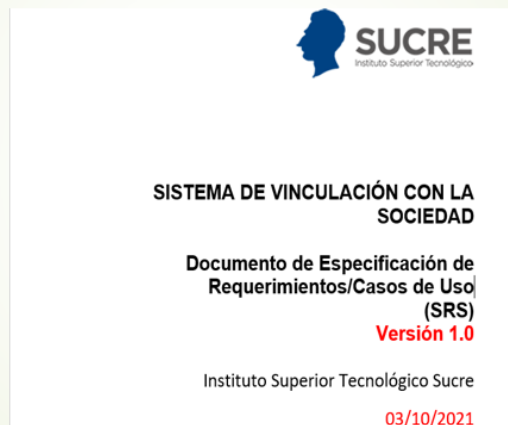 SUCRE
Instituto Superior Tecnológico
SISTEMA DE VINCULACIÓN CON LA
SOCIEDAD
Documento de Especificación de
Requerimientos/Casos de Uso
(SRS)
Versión 1.0
Instituto Superior Tecnológico Sucre
03/10/2021